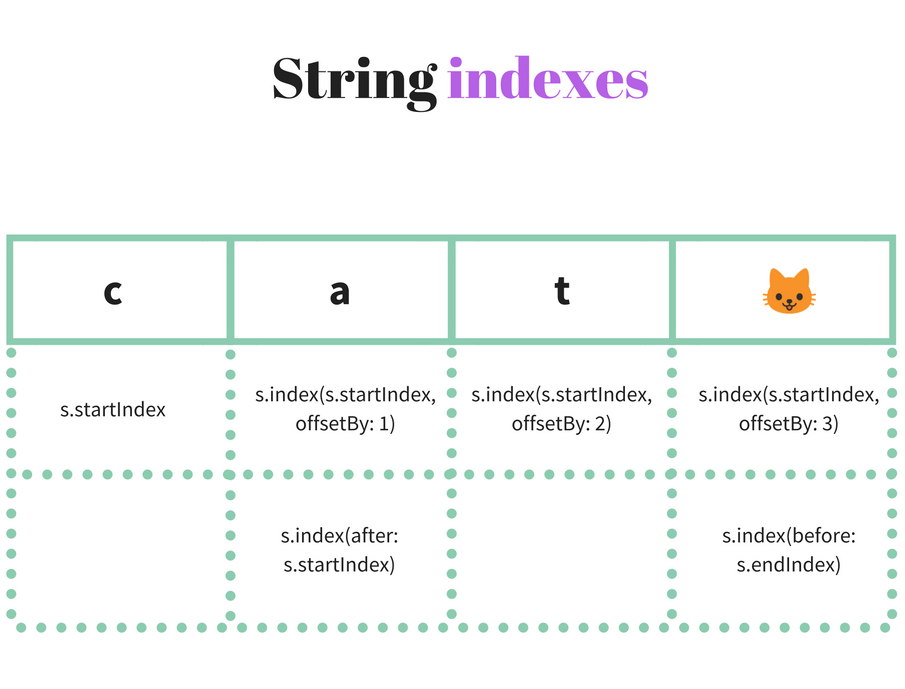 String indexes
c a t 🐱
s.startIndex
s.index(s.startIndex,
offsetBy: 1)
s.index(s.startIndex,
offsetBy: 2)
s.index(s.startIndex,
offsetBy: 3)
s.index(after:
s.startIndex)
s.index(before:
s.endIndex)